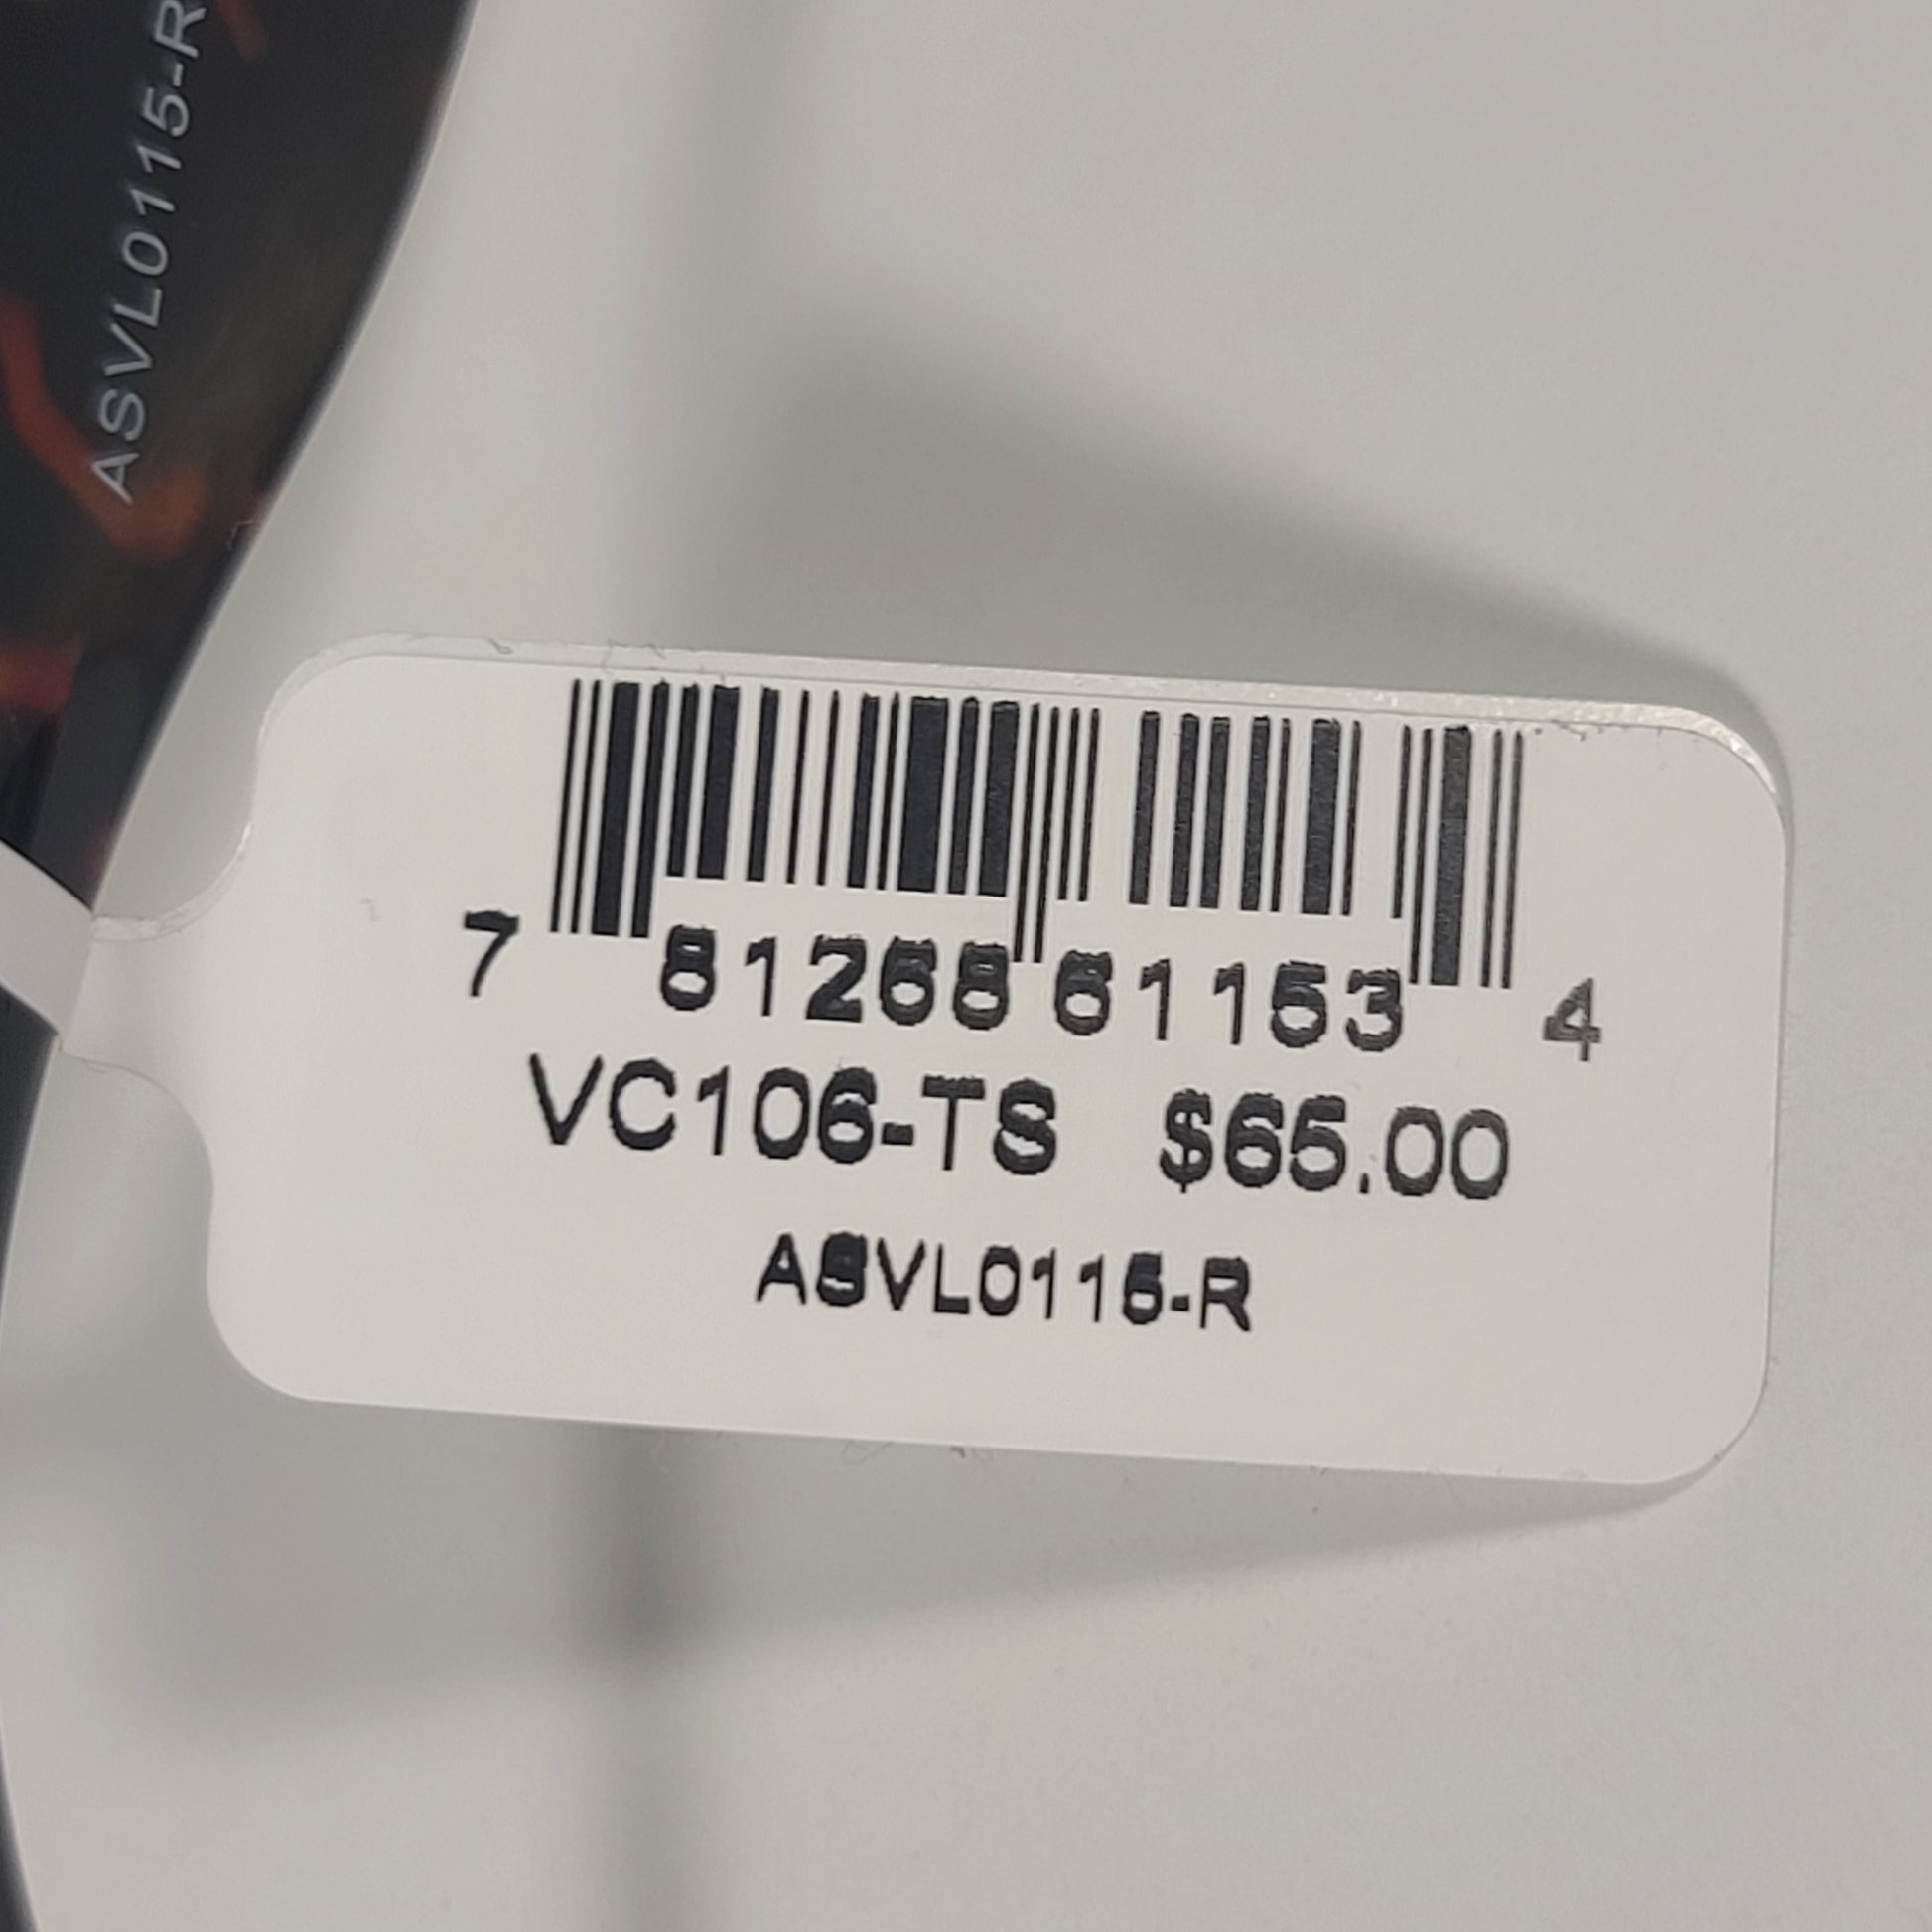 ASVL0115-R
7 81268 61153 4
VC106-TS $65.00
ASVL0115-R